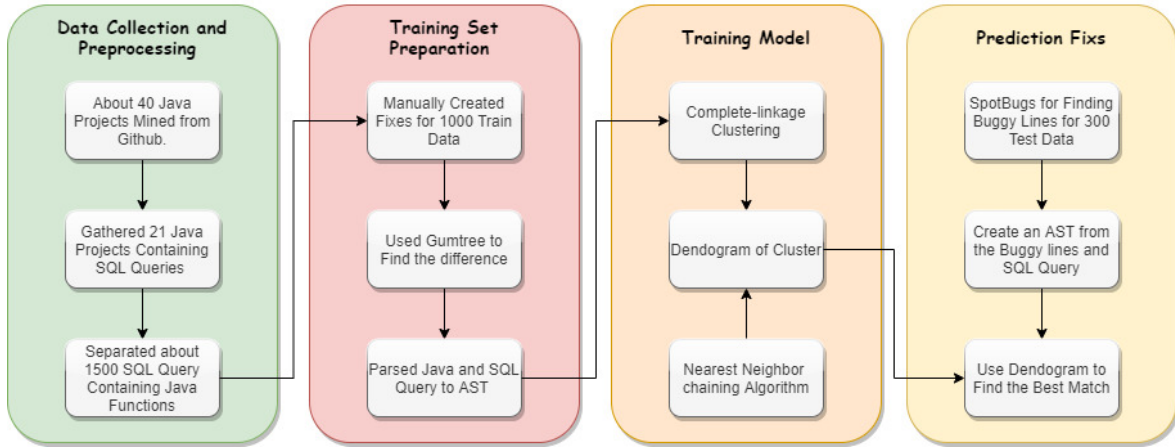 Data Collection and
Preprocessing
About 40 Java
Projects Mined from
Github.
Gathered 21 Java
Projects Containing
SQL Queries
Separated about
1500 SQL Query
Containing Java
Functions
Training Set
Preparation
Manually Created
Fixes for 1000 Train
Data
Used Gumtree to
Find the difference
Parsed Java and SQL
Query to AST
Training Model
Complete-linkage
Clustering
Dendogram of Cluster
Nearest Neighbor
chaining Algorithm
Prediction Fixs
SpotBugs for Finding
Buggy Lines for 300
Test Data
Create an AST from
the Buggy lines and
SQL Query
Use Dendogram to
Find the Best Match